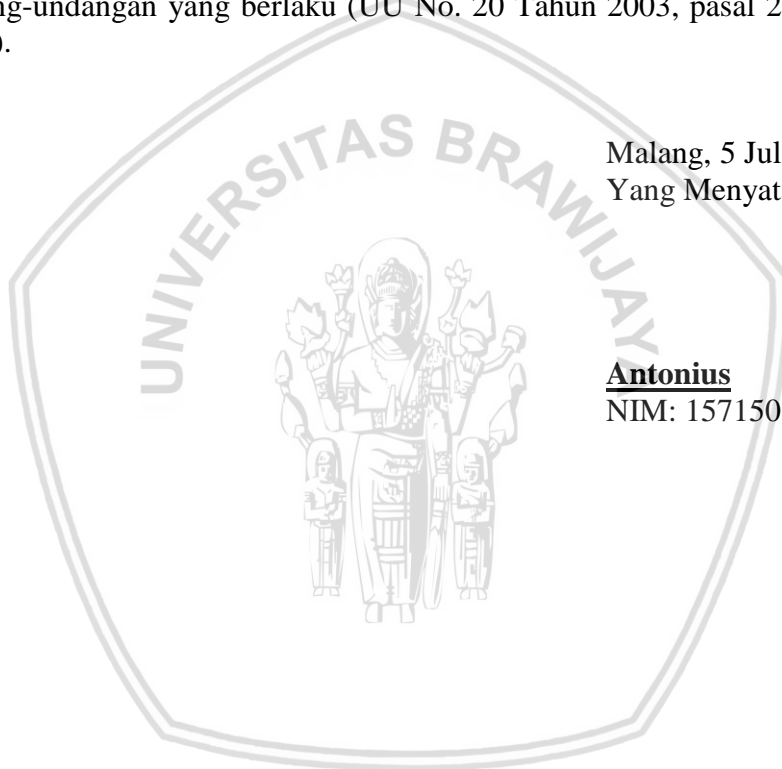 ng-undangan yang berlaku (UU No. 20 Tahun 2003, pasal 2
).
UNIVERSITAS BRAWIJAYA
Malang, 5 Jul
Yang Menyat
Antonius
NIM: 157150